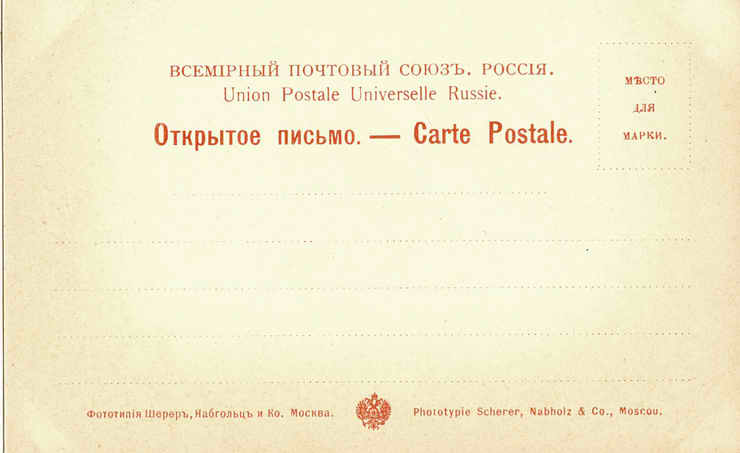 ВСЕМІРНЫЙ ПОЧТОВЫЙ СОЮЗЪ. РОССІЯ.
Union Postale Universelle Russie.
Открытое письмо. — Carte Postale.
МѢСТО
ДЛЯ
МАРКИ.
Фототипія Шереръ, Набгольцъ и Ко. Москва.
Phototypie Scherer, Nabholz & Co., Moscou.